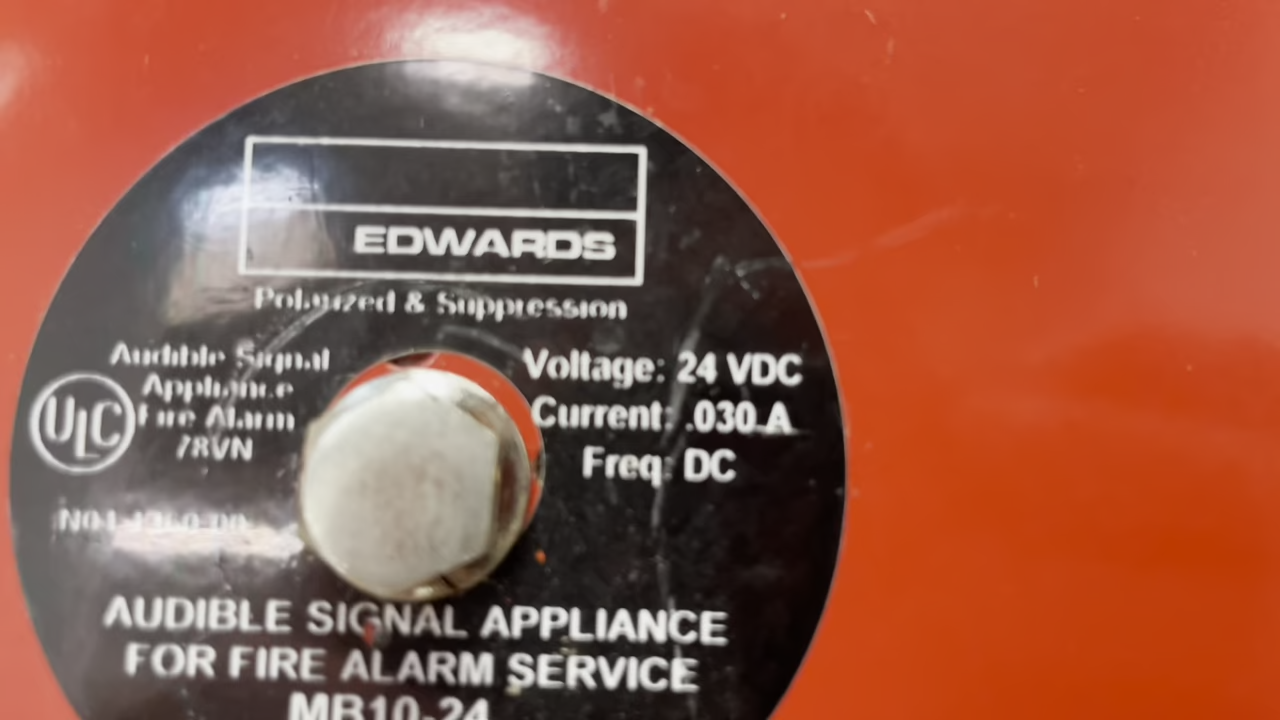 EDWARDS
Polarized & Suppression
Audible Signal
Appliance
Fire Alarm
78VN
ULC
Voltage: 24 VDC
Current: .030 A
Freq: DC
AUDIBLE SIGNAL APPLIANCE
FOR FIRE ALARM SERVICE
MB10-24